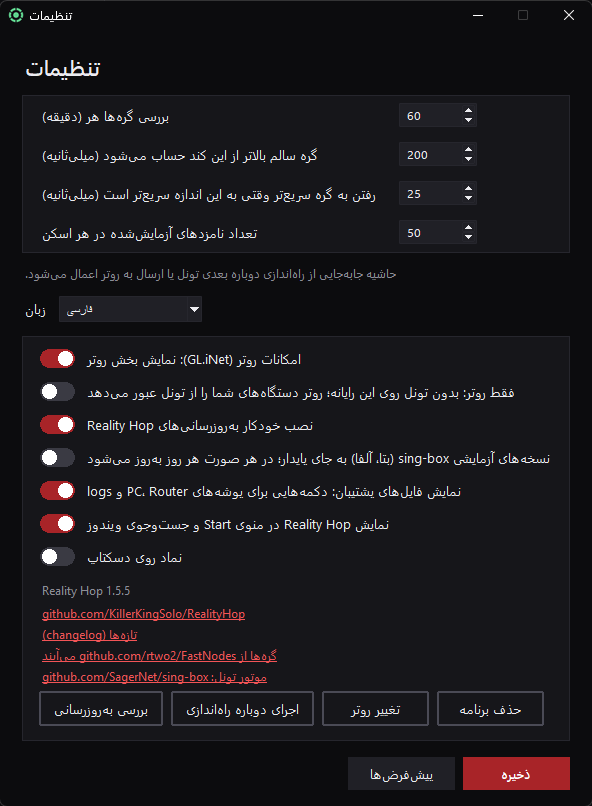 تنظیمات
تنظیمات
بررسی گره‌ها هر (دقیقه)
60
گره سالم بالاتر از این کند حساب می‌شود (میلی‌ثانیه)
200
رفتن به گره سریع‌تر وقتی به این اندازه سریع‌تر است (میلی‌ثانیه)
25
تعداد نامزدهای آزمایش‌شده در هر اسکن
50
حاشیه جابه‌جایی از راه‌اندازی دوباره بعدی تونل یا ارسال به روتر اعمال می‌شود.
زبان
فارسی
امکانات روتر (GL.iNet): نمایش بخش روتر
فقط روتر: بدون تونل روی این رایانه؛ روتر دستگاه‌های شما را از تونل عبور می‌دهد
نصب خودکار به‌روزرسانی‌های Reality Hop
نسخه‌های آزمایشی sing-box (بتا، آلفا) به جای پایدار؛ در هر صورت هر روز به‌روز می‌شود
نمایش فایل‌های پشتیبان: دکمه‌هایی برای پوشه‌های PC، Router و logs
نمایش Reality Hop در منوی Start و جست‌وجوی ویندوز
نماد روی دسکتاپ
Reality Hop 1.5.5
github.com/KillerKingSolo/RealityHop
تازه‌ها (changelog)
گره‌ها از github.com/rtwo2/FastNodes می‌آیند
موتور تونل: github.com/SagerNet/sing-box
بررسی به‌روزرسانی
اجرای دوباره راه‌اندازی
تغییر روتر
حذف برنامه
پیش‌فرض‌ها
ذخیره